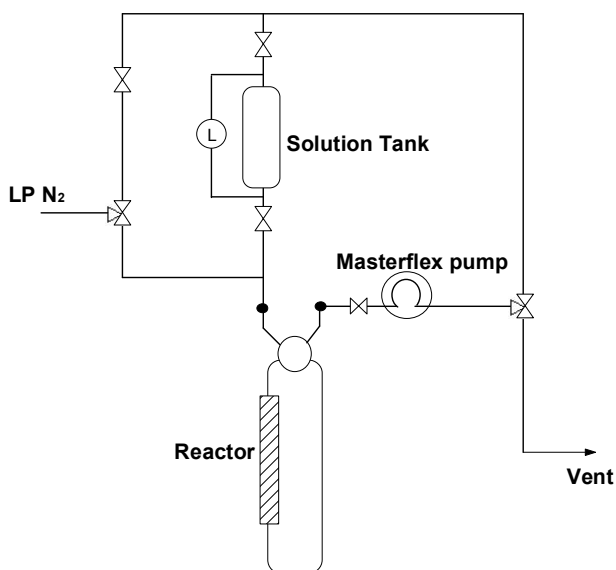 L
Solution Tank
LP N₂
Masterflex pump
Reactor
Vent